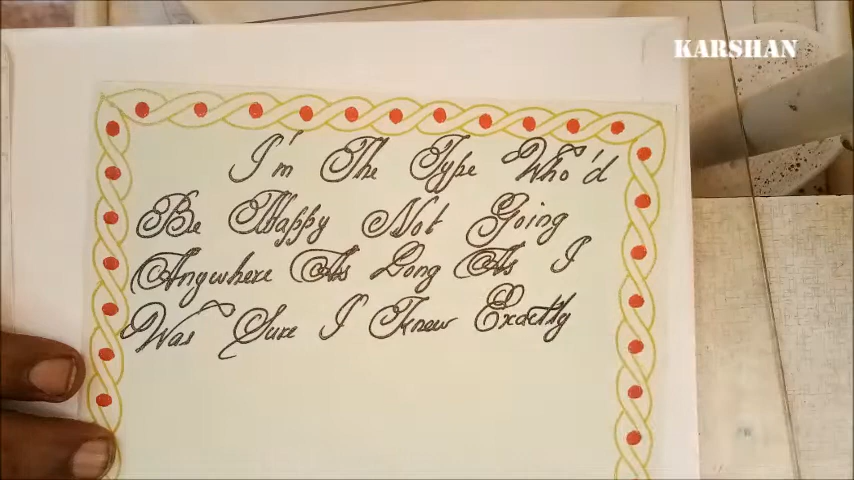 KARSHAN
I'm The Type Who'd
Be Happy Not Going
Anywhere As Long As I
Was Sure I Knew Exactly